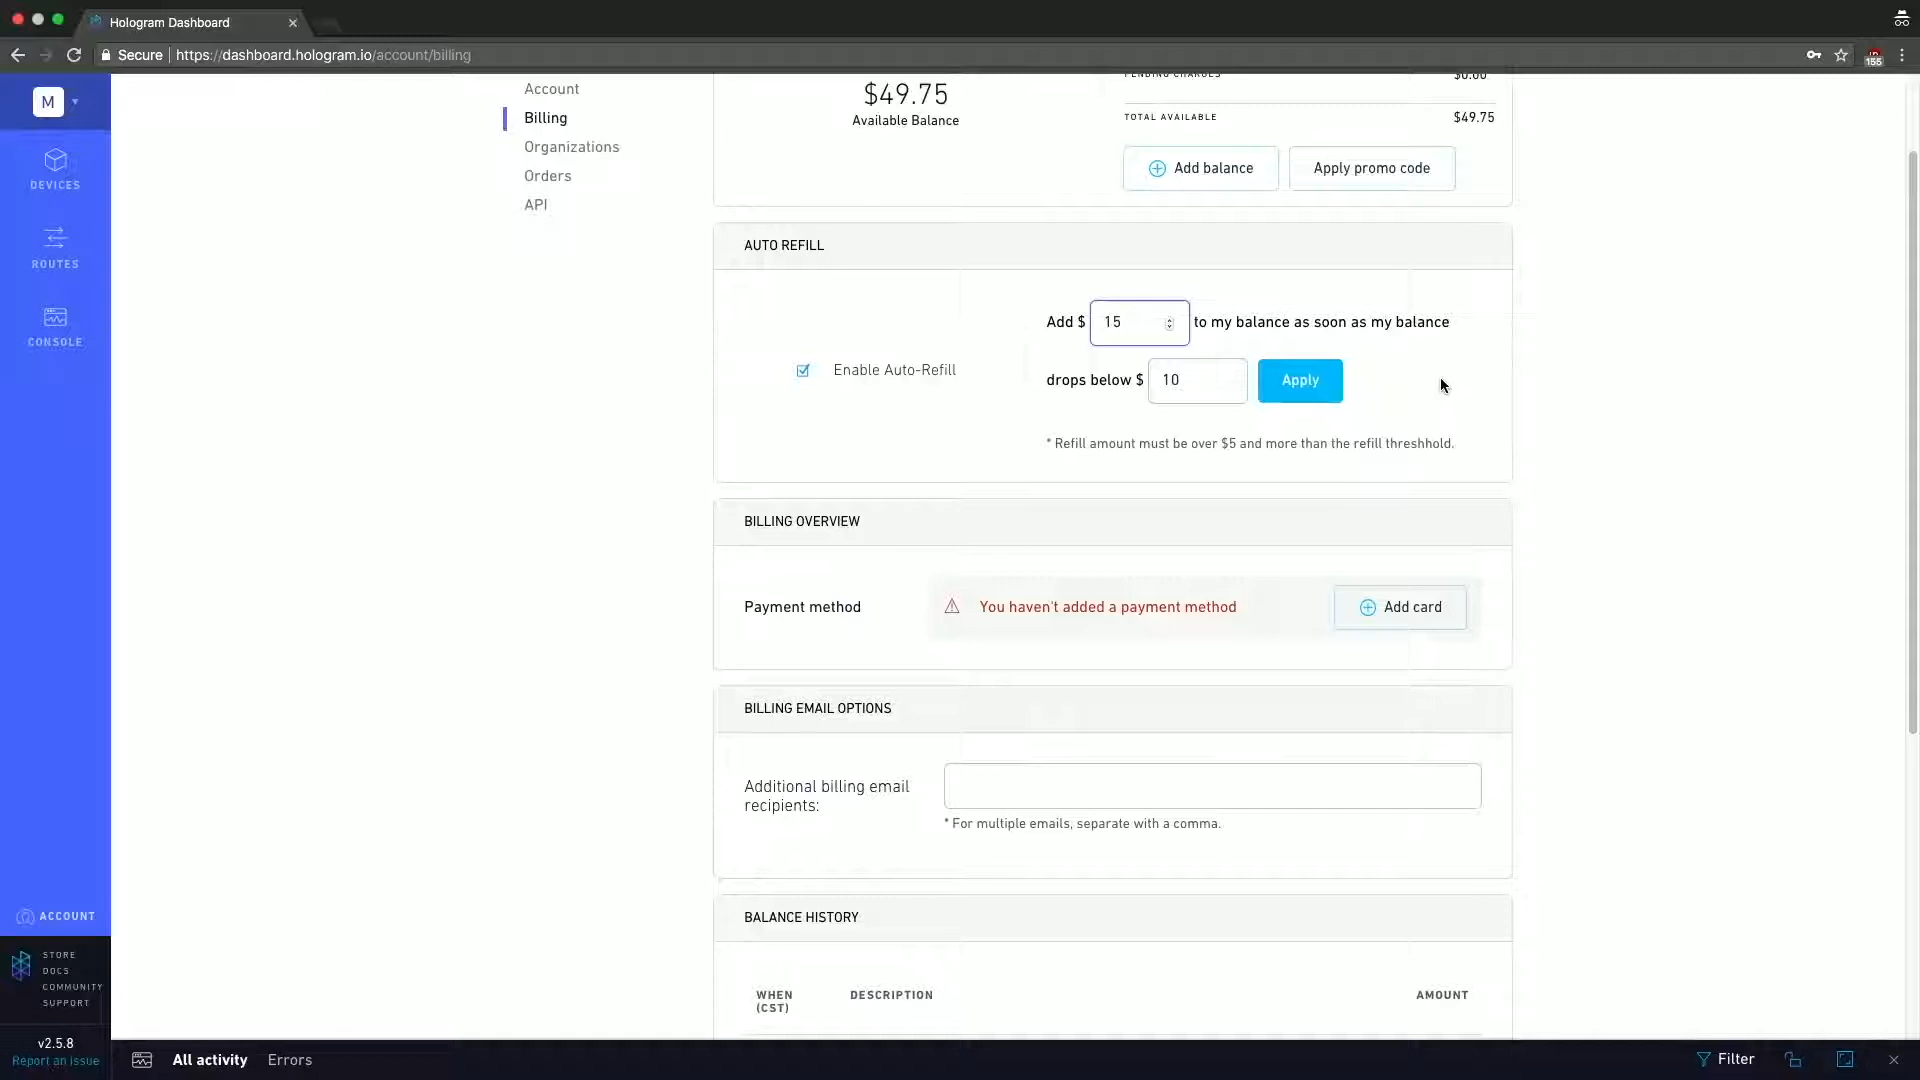 Hologram Dashboard
Secure | https://dashboard.hologram.io/account/billing
155
M
DEVICES
ROUTES
CONSOLE
ACCOUNT
STORE
DOCS
COMMUNITY
SUPPORT
v2.5.8
Report an issue
Account
Billing
Organizations
Orders
API
$49.75
Available Balance
PENDING CHARGES $0.00
TOTAL AVAILABLE $49.75
Add balance Apply promo code
AUTO REFILL
Enable Auto-Refill
Add $ 15 to my balance as soon as my balance
drops below $ 10 Apply
* Refill amount must be over $5 and more than the refill threshhold.
BILLING OVERVIEW
Payment method You haven't added a payment method Add card
BILLING EMAIL OPTIONS
Additional billing email
recipients:
* For multiple emails, separate with a comma.
BALANCE HISTORY
WHEN
(CST)
DESCRIPTION AMOUNT
All activity Errors Filter